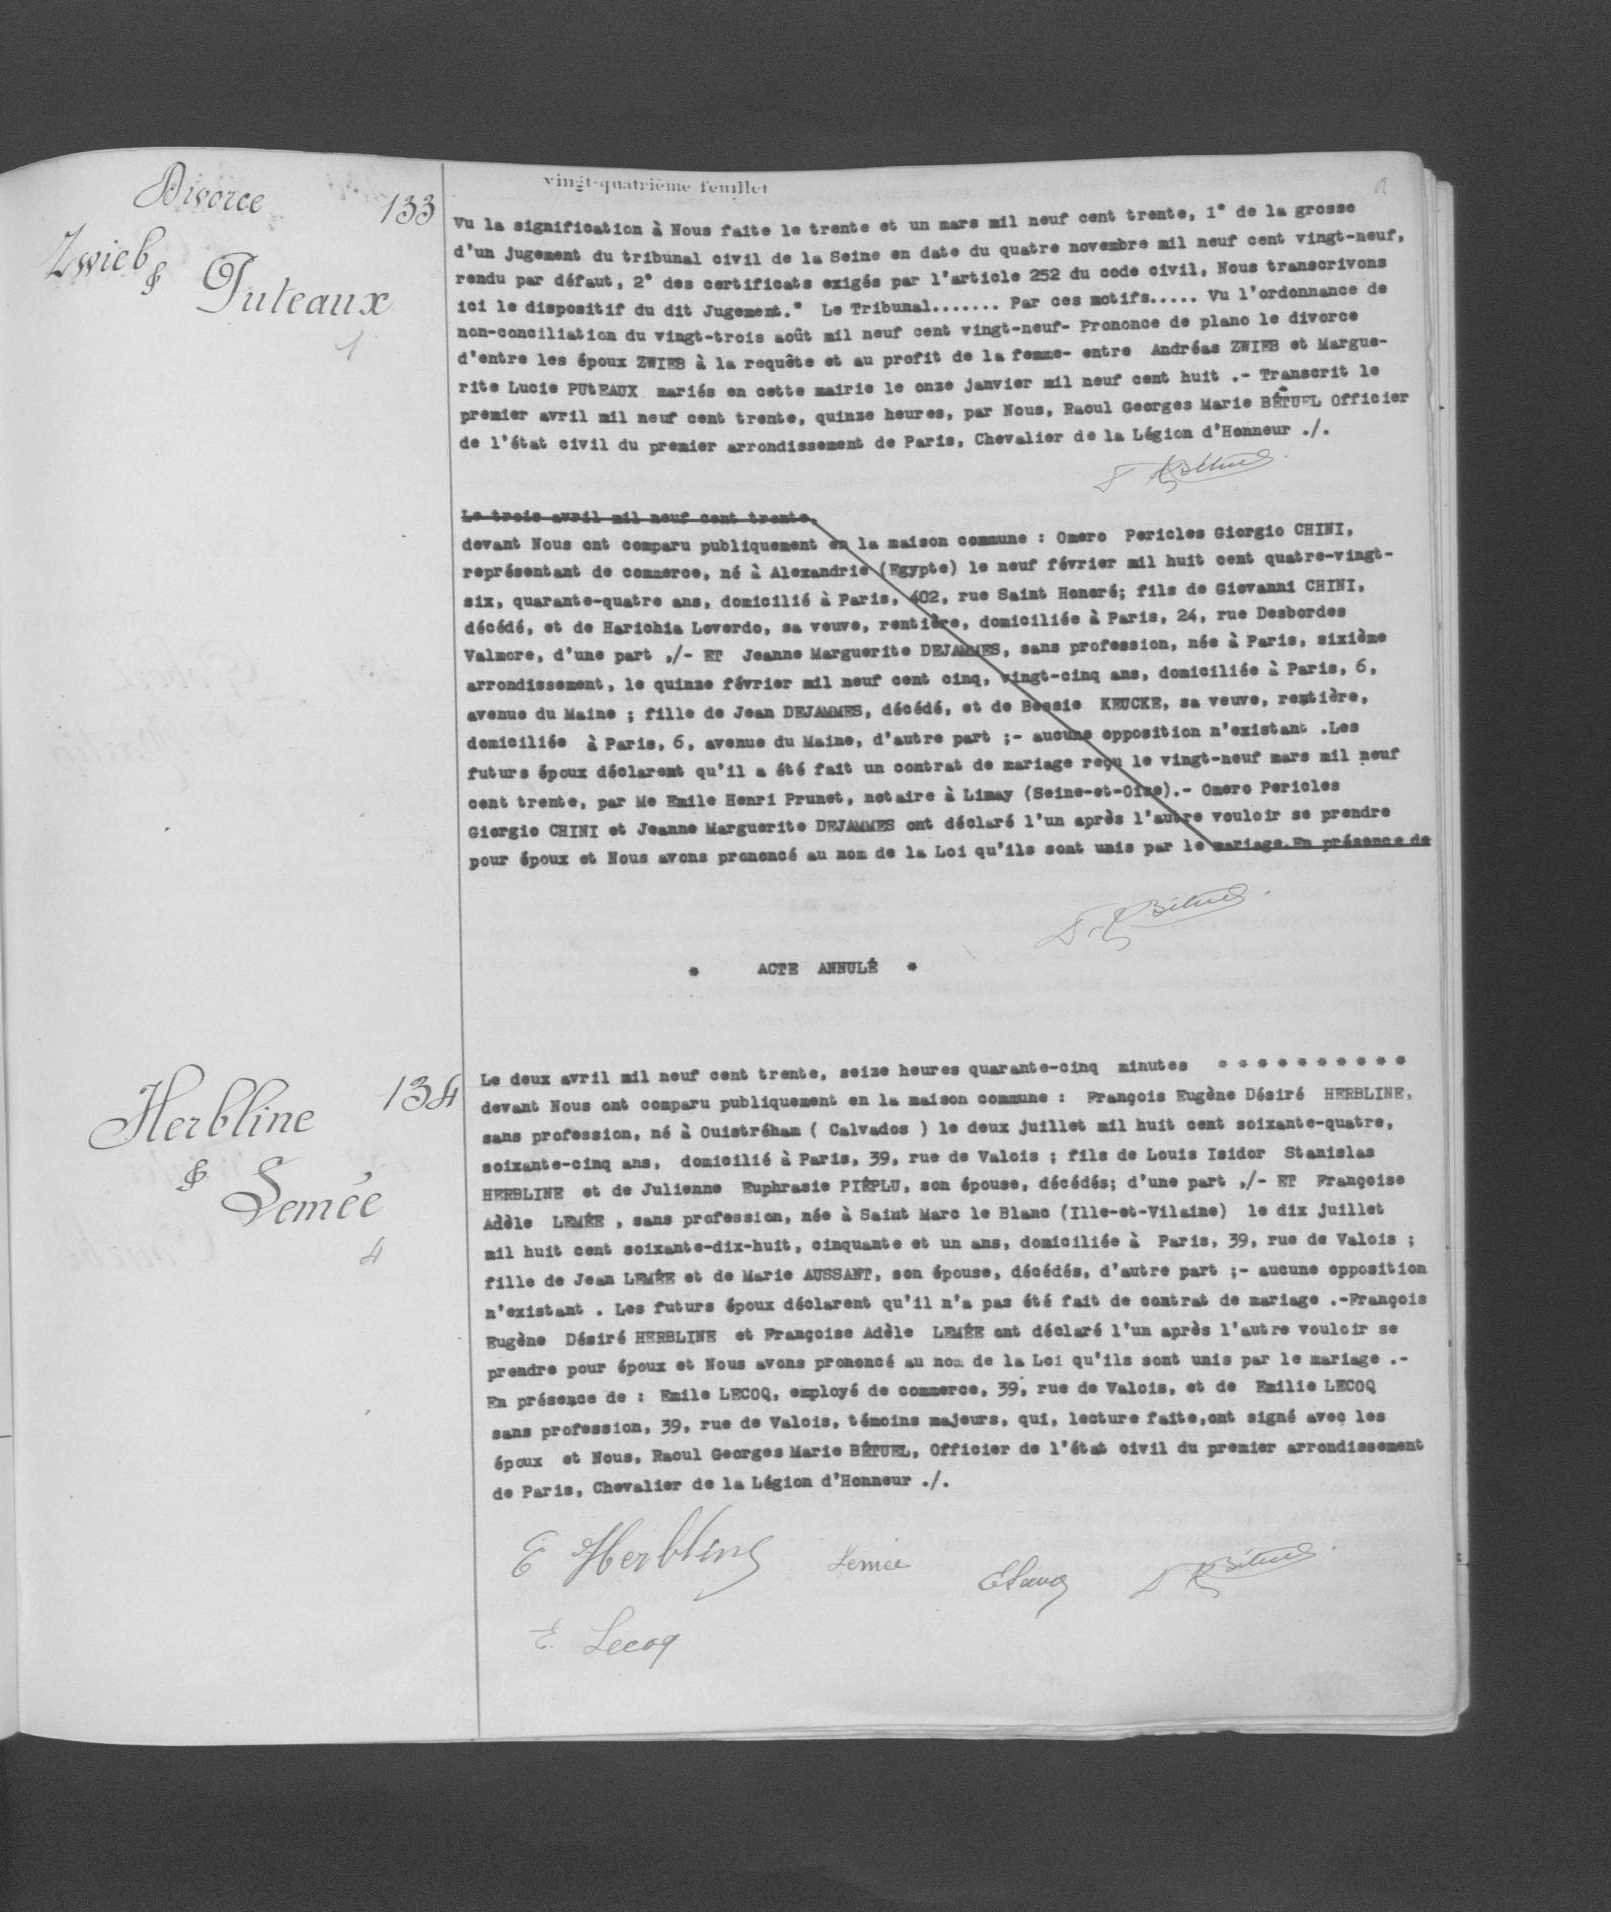 vingt-quatrième feuillet
Divorce
133
Zwieb
&
Puteaux
1
Vu la signification à Nous faite le trente et un mars mil neuf cent trente, 1° de la grosse
d'un jugement du tribunal civil de la Seine en date du quatre novembre mil neuf cent vingt-neuf,
rendu par défaut, 2° des certificats exigés par l'article 252 du code civil, Nous transcrivons
ici le dispositif du dit Jugement." Le Tribunal....... Par ces motifs..... Vu l'ordonnance de
non-conciliation du vingt-trois août mil neuf cent vingt-neuf- Prononce de plano le divorce
d'entre les époux ZWIEB à la requête et au profit de la femme- entre Andréas ZWIEB et Margue-
rite Lucie PUtEAUX mariés en cette mairie le onze janvier mil neuf cent huit .- Transcrit le
premier avril mil neuf cent trente, quinze heures, par Nous, Raoul Georges Marie BÉTUEL Officier
de l'état civil du premier arrondissement de Paris, Chevalier de la Légion d'Honneur ./.
Bétuel
Le trois avril mil neuf cent trente,
devant Nous ont comparu publiquement en la maison commune : Omero Pericles Giorgio CHINI,
représentant de commerce, né à Alexandrie (Egypte) le neuf février mil huit cent quatre-vingt-
six, quarante-quatre ans, domicilié à Paris, 402, rue Saint Honoré; fils de Giovanni CHINI,
décédé, et de Harichia Loverdo, sa veuve, rentière, domiciliée à Paris, 24, rue Desbordes
Valmore, d'une part ,/- ET Jeanne Marguerite DEJAMMES, sans profession, née à Paris, sixième
arrondissement, le quinze février mil neuf cent cinq, vingt-cinq ans, domiciliée à Paris, 6,
avenue du Maine ; fille de Jean DEJAMMES, décédé, et de Bessie KEUCKE, sa veuve, rentière,
domiciliée à Paris, 6, avenue du Maine, d'autre part ;- aucune opposition n'existant .Les
futurs époux déclarent qu'il a été fait un contrat de mariage reçu le vingt-neuf mars mil neuf
cent trente, par Me Emile Henri Prunet, notaire à Limay (Seine-et-Oise).- Omero Pericles
Giorgio CHINI et Jeanne Marguerite DEJAMMES ont déclaré l'un après l'autre vouloir se prendre
pour époux et Nous avons prononcé au nom de la Loi qu'ils sont unis par le mariage.En présence de
Bétuel
* ACTE ANNULÉ *
134
Herbline
&
Lemée
4
Le deux avril mil neuf cent trente, seize heures quarante-cinq minutes * * * * * * * * * *
devant Nous ont comparu publiquement en la maison commune : François Eugène Désiré HERBLINE,
sans profession, né à Ouistréham ( Calvados ) le deux juillet mil huit cent soixante-quatre,
soixante-cinq ans, domicilié à Paris, 39, rue de Valois ; fils de Louis Isidor Stanislas
HERBLINE et de Julienne Euphrasie PIÉPLU, son épouse, décédés; d'une part ,/- ET Françoise
Adèle LEMÉE , sans profession, née à Saint Marc le Blanc (Ille-et-Vilaine) le dix juillet
mil huit cent soixante-dix-huit, cinquante et un ans, domiciliée à Paris, 39, rue de Valois ;
fille de Jean LEMÉE et de Marie AUSSANT, son épouse, décédés, d'autre part ;- aucune opposition
n'existant . Les futurs époux déclarent qu'il n'a pas été fait de contrat de mariage .-François
Eugène Désiré HERBLINE et Françoise Adèle LEMÉE ont déclaré l'un après l'autre vouloir se
prendre pour époux et Nous avons prononcé au nom de la Loi qu'ils sont unis par le mariage .-
En présence de : Emile LECOQ, employé de commerce, 39, rue de Valois, et de Emilie LECOQ
sans profession, 39, rue de Valois, témoins majeurs, qui, lecture faite,ont signé avec les
époux et Nous, Raoul Georges Marie BÉTUEL, Officier de l'état civil du premier arrondissement
de Paris, Chevalier de la Légion d'Honneur ./.
E Herbline Lemée Bétuel
E. Lecoq